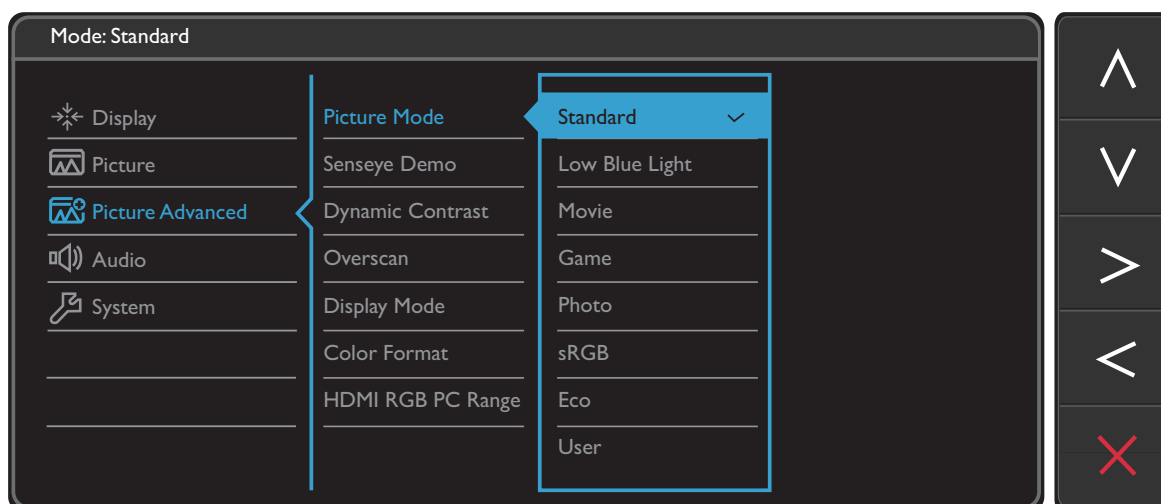 Mode: Standard
Display
Picture
Picture Advanced
Audio
System
Picture Mode
Senseye Demo
Dynamic Contrast
Overscan
Display Mode
Color Format
HDMI RGB PC Range
Standard
Low Blue Light
Movie
Game
Photo
sRGB
Eco
User